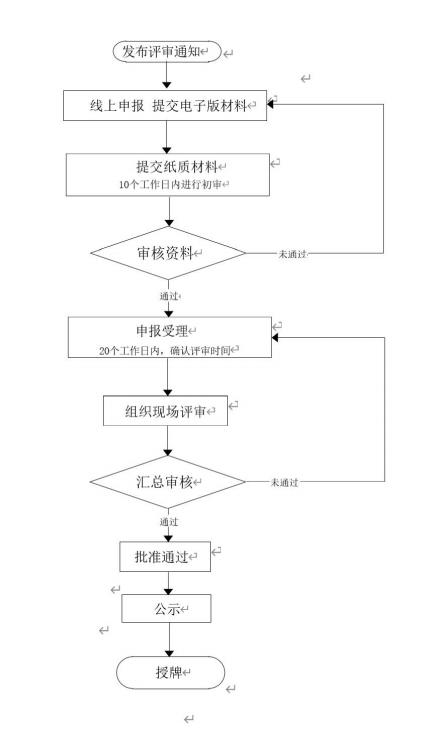 发布评审通知
线上申报 提交电子版材料
提交纸质材料
10个工作日内进行初审
审核资料
未通过
通过
申报受理
20个工作日内，确认评审时间
组织现场评审
汇总审核
未通过
通过
批准通过
公示
授牌